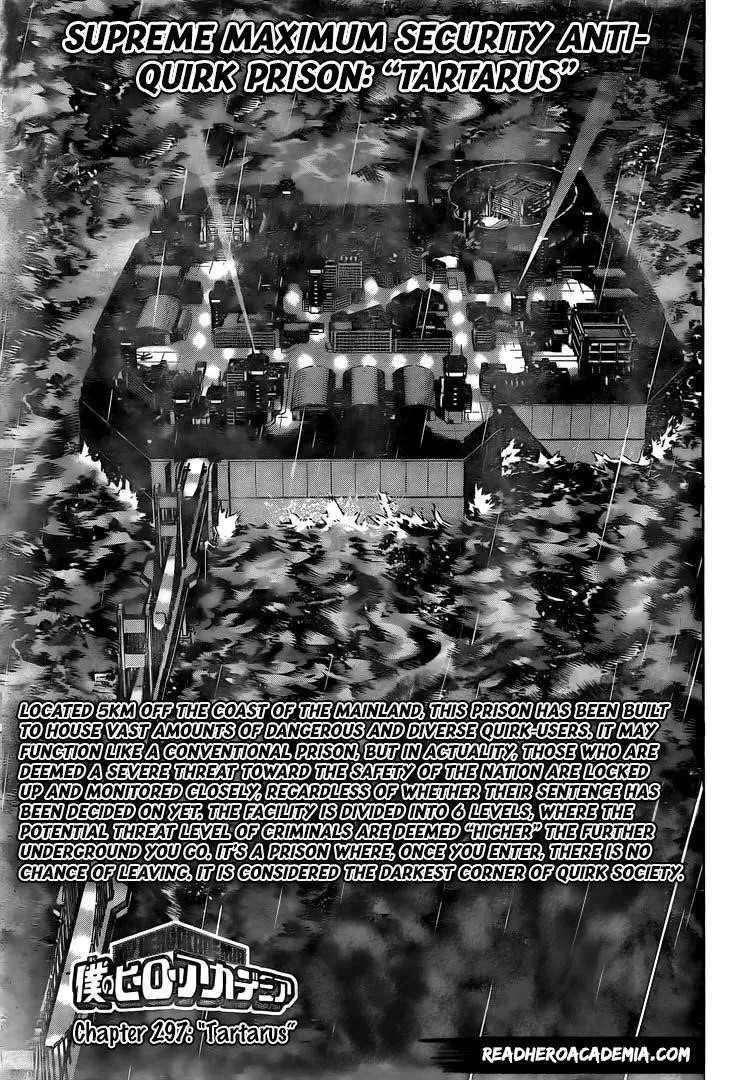 SUPREME MAXIMUM SECURITY ANTI-
QUIRK PRISON: "TARTARUS"
LOCATED 5KM OFF THE COAST OF THE MAINLAND, THIS PRISON HAS BEEN BUILT
TO HOUSE VAST AMOUNTS OF DANGEROUS AND DIVERSE QUIRK-USERS. IT MAY
FUNCTION LIKE A CONVENTIONAL PRISON, BUT IN ACTUALITY, THOSE WHO ARE
DEEMED A SEVERE THREAT TOWARD THE SAFETY OF THE NATION ARE LOCKED
UP AND MONITORED CLOSELY, REGARDLESS OF WHETHER THEIR SENTENCE HAS
BEEN DECIDED ON YET. THE FACILITY IS DIVIDED INTO 6 LEVELS, WHERE THE
POTENTIAL THREAT LEVEL OF CRIMINALS ARE DEEMED "HIGHER" THE FURTHER
UNDERGROUND YOU GO. IT'S A PRISON WHERE, ONCE YOU ENTER, THERE IS NO
CHANCE OF LEAVING. IT IS CONSIDERED THE DARKEST CORNER OF QUIRK SOCIETY.
僕のヒーローアカデミア
Chapter 297: "Tartarus"
READHEROACADEMIA.COM